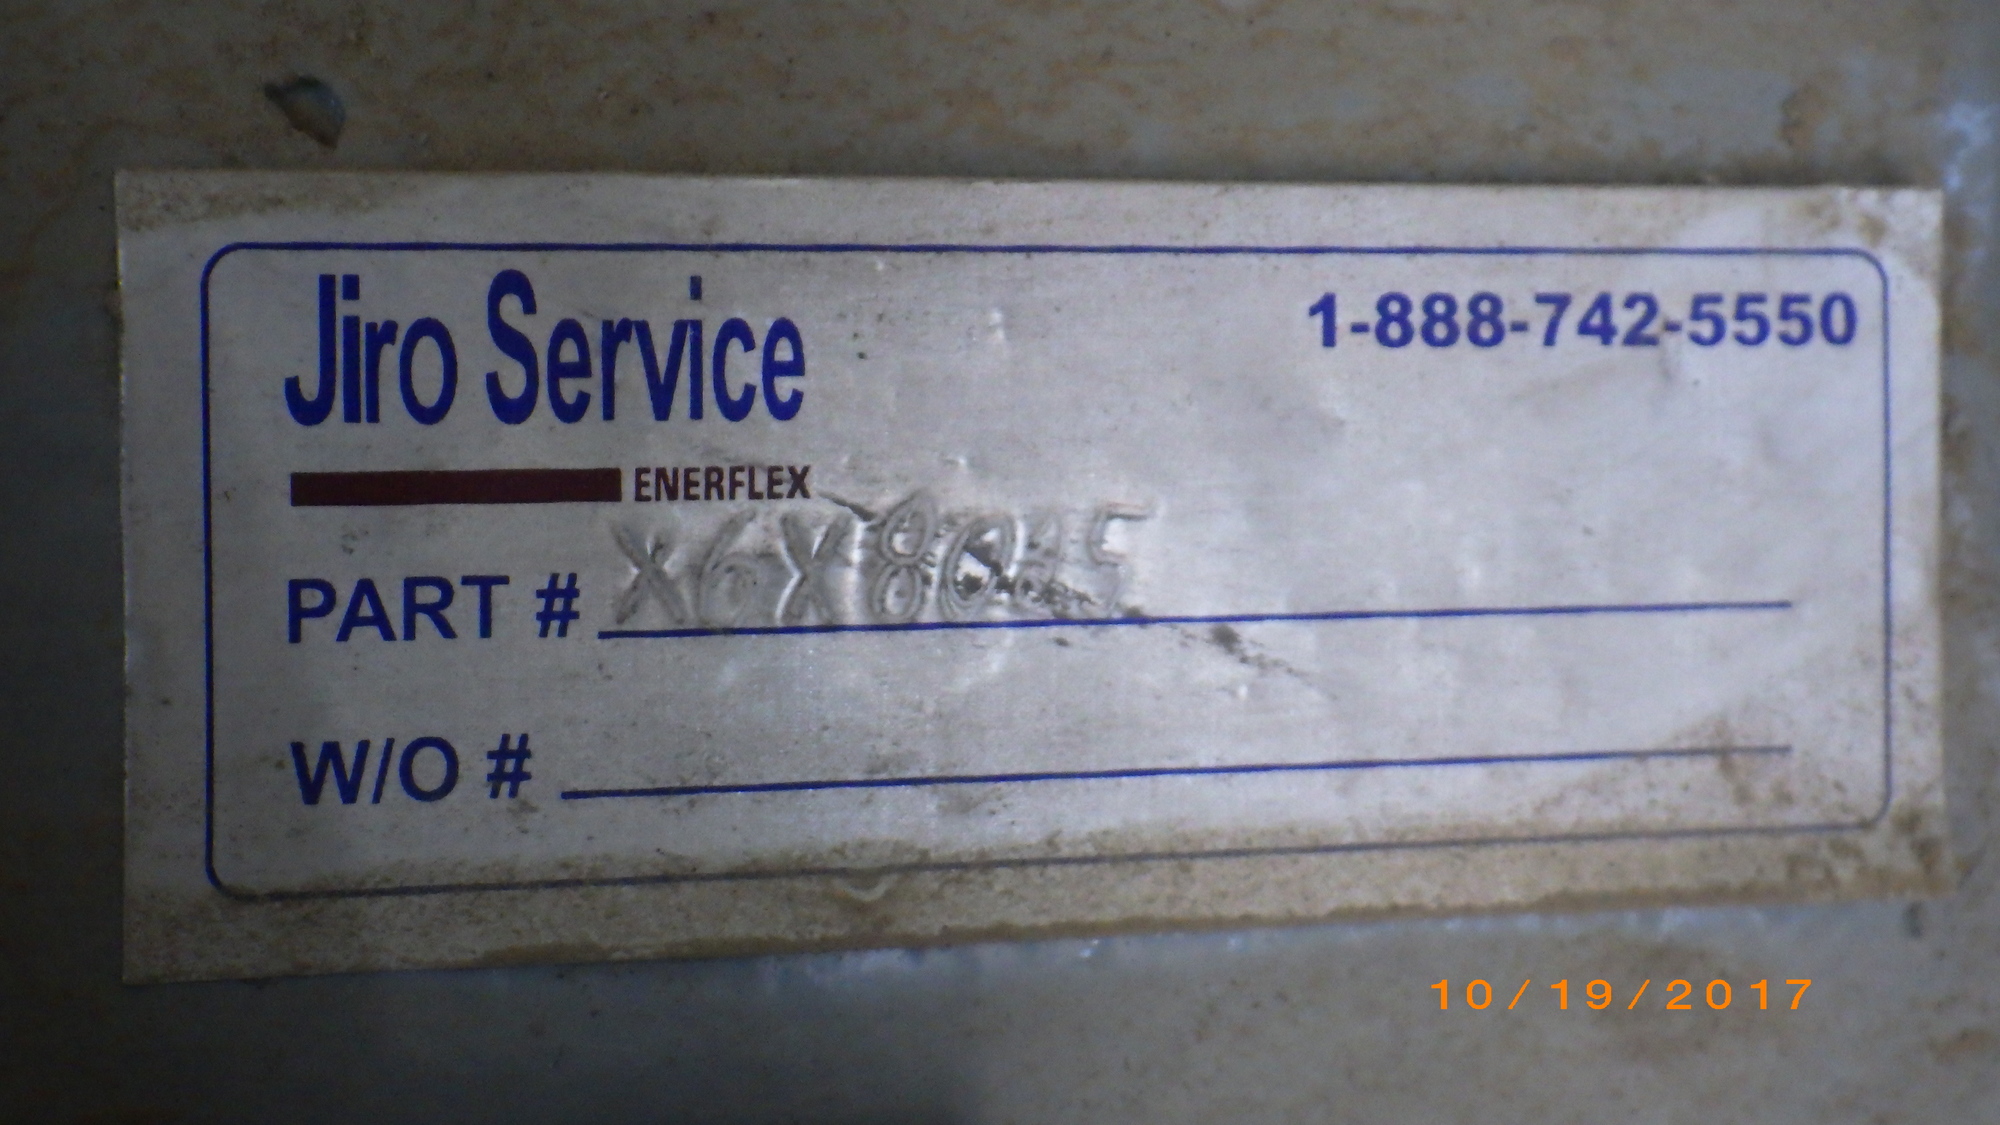 Jiro Service
1-888-742-5550
ENERFLEX
PART #
W/O #
10/19/2017